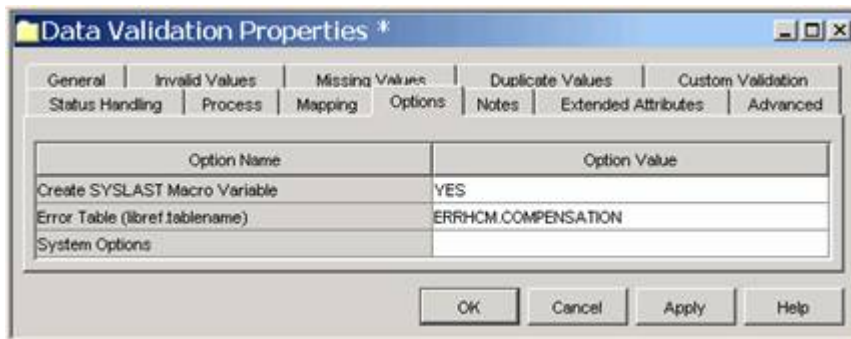 Data Validation Properties *
General Invalid Values Missing Values Duplicate Values Custom Validation
Status Handling Process Mapping Options Notes Extended Attributes Advanced
Option Name Option Value
Create SYSLAST Macro Variable YES
Error Table (libref.tablename) ERRHCM.COMPENSATION
System Options
OK Cancel Apply Help